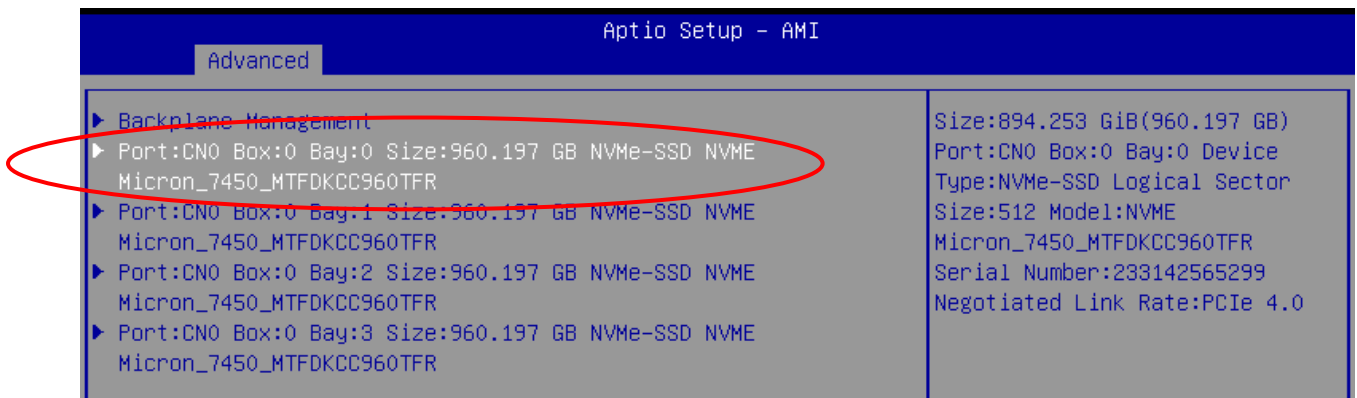 Aptio Setup – AMI
Advanced
Backplane Management
Port:CN0 Box:0 Bay:0 Size:960.197 GB NVMe-SSD NVME
Micron_7450_MTFDKCC960TFR
Port:CN0 Box:0 Bay:1 Size:960.197 GB NVMe-SSD NVME
Micron_7450_MTFDKCC960TFR
Port:CN0 Box:0 Bay:2 Size:960.197 GB NVMe-SSD NVME
Micron_7450_MTFDKCC960TFR
Port:CN0 Box:0 Bay:3 Size:960.197 GB NVMe-SSD NVME
Micron_7450_MTFDKCC960TFR
Size:894.253 GiB(960.197 GB)
Port:CN0 Box:0 Bay:0 Device
Type:NVMe-SSD Logical Sector
Size:512 Model:NVME
Micron_7450_MTFDKCC960TFR
Serial Number:233142565299
Negotiated Link Rate:PCIe 4.0